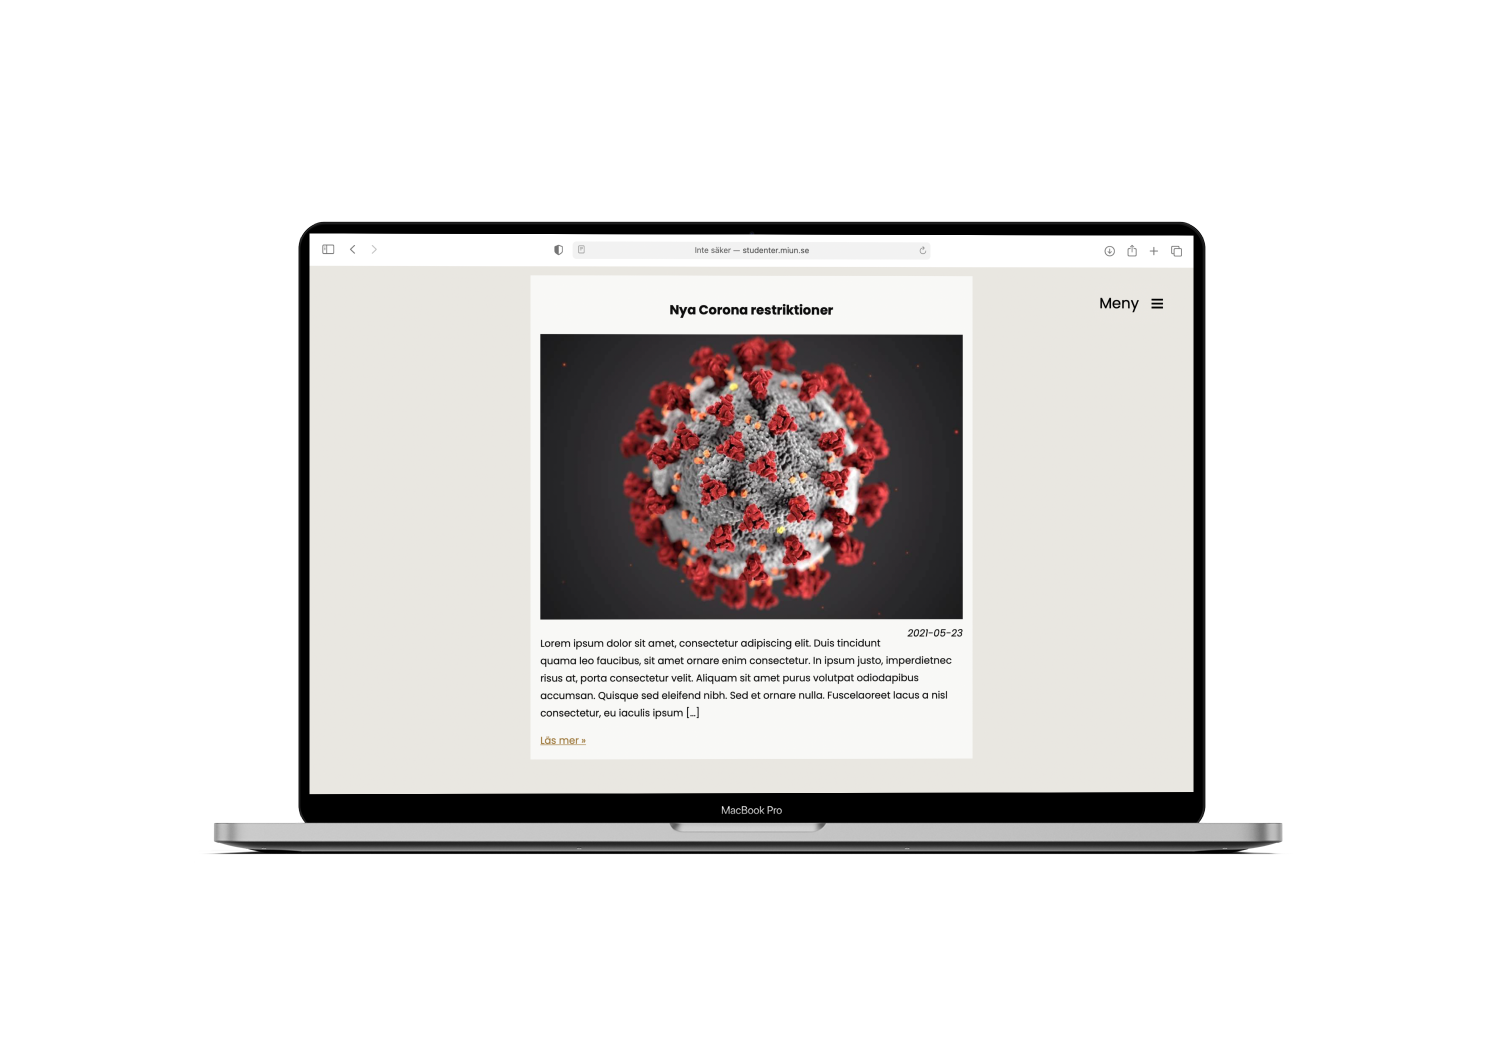 Inte säker — studenter.miun.se
Meny
Nya Corona restriktioner
2021-05-23
Lorem ipsum dolor sit amet, consectetur adipiscing elit. Duis tincidunt
quama leo faucibus, sit amet ornare enim consectetur. In ipsum justo, imperdietnec
risus at, porta consectetur velit. Aliquam sit amet purus volutpat odiodapibus
accumsan. Quisque sed eleifend nibh. Sed et ornare nulla. Fuscelaoreet lacus a nisl
consectetur, eu iaculis ipsum […]
Läs mer »
MacBook Pro